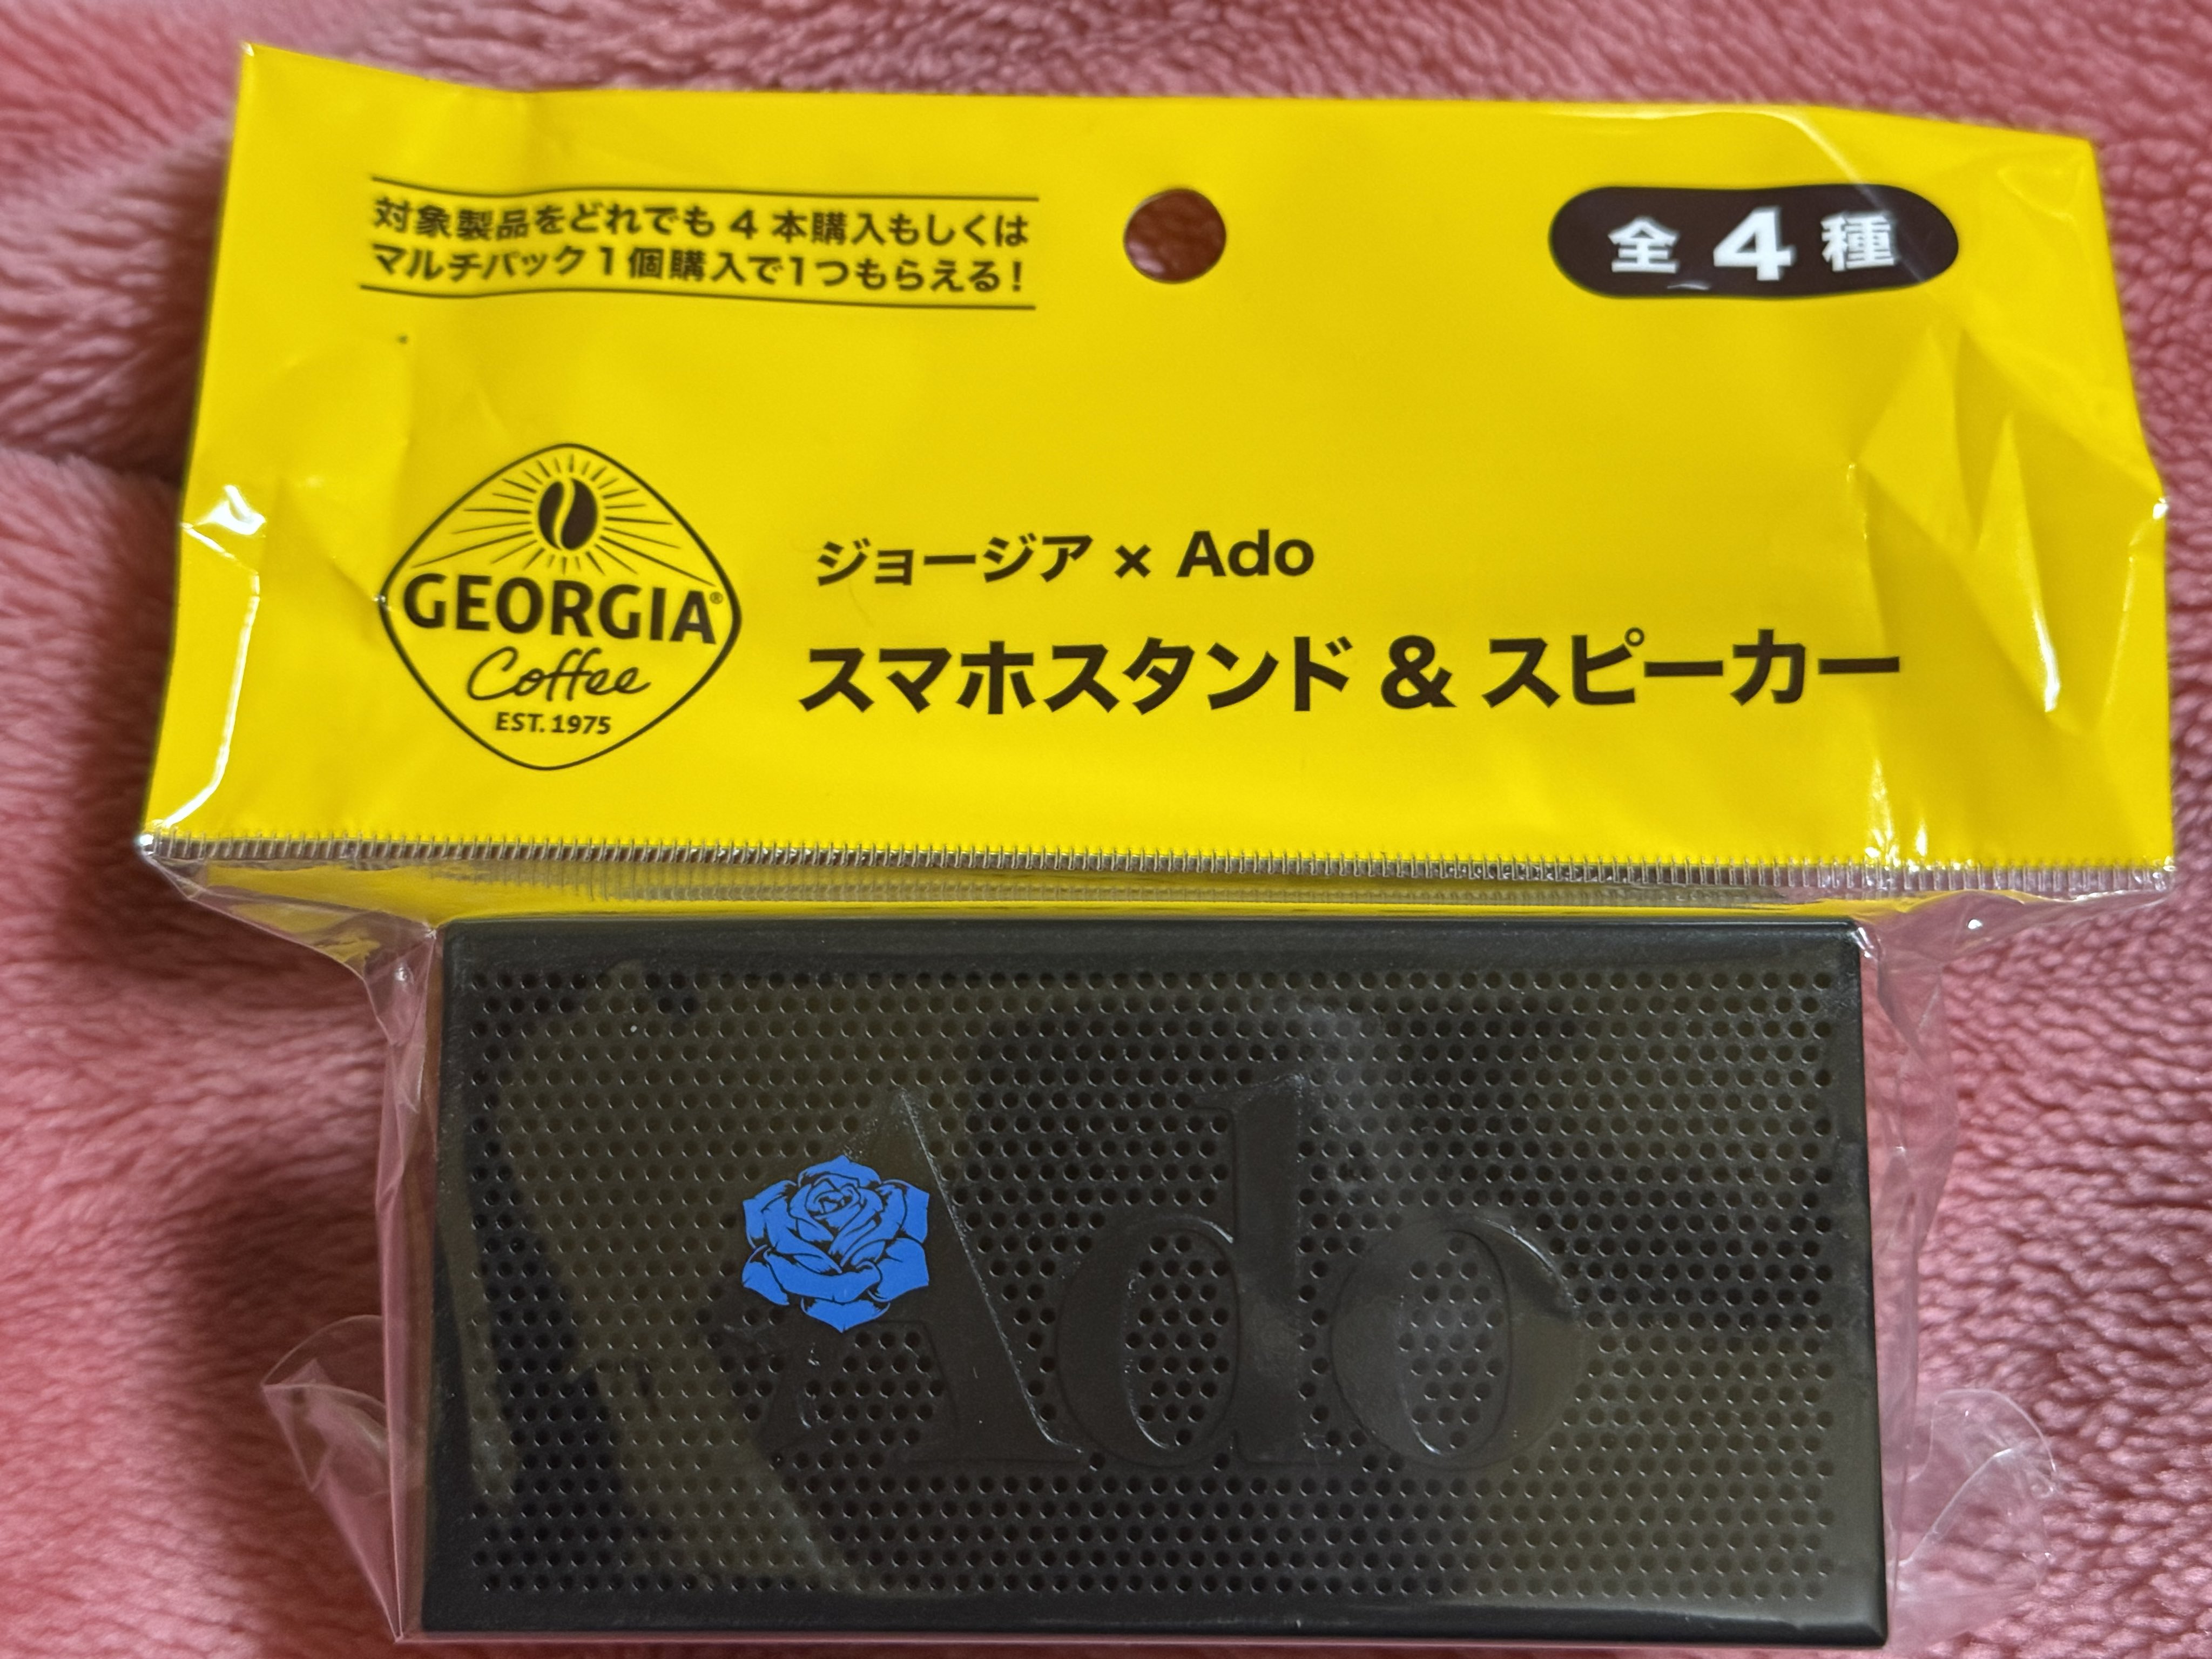 対象製品をどれでも 4 本購入もしくは
マルチパック1個購入で1つもらえる!
全4種
GEORGIA®
Coffee
EST. 1975
ジョージア × Ado
スマホスタンド & スピーカー
Ado